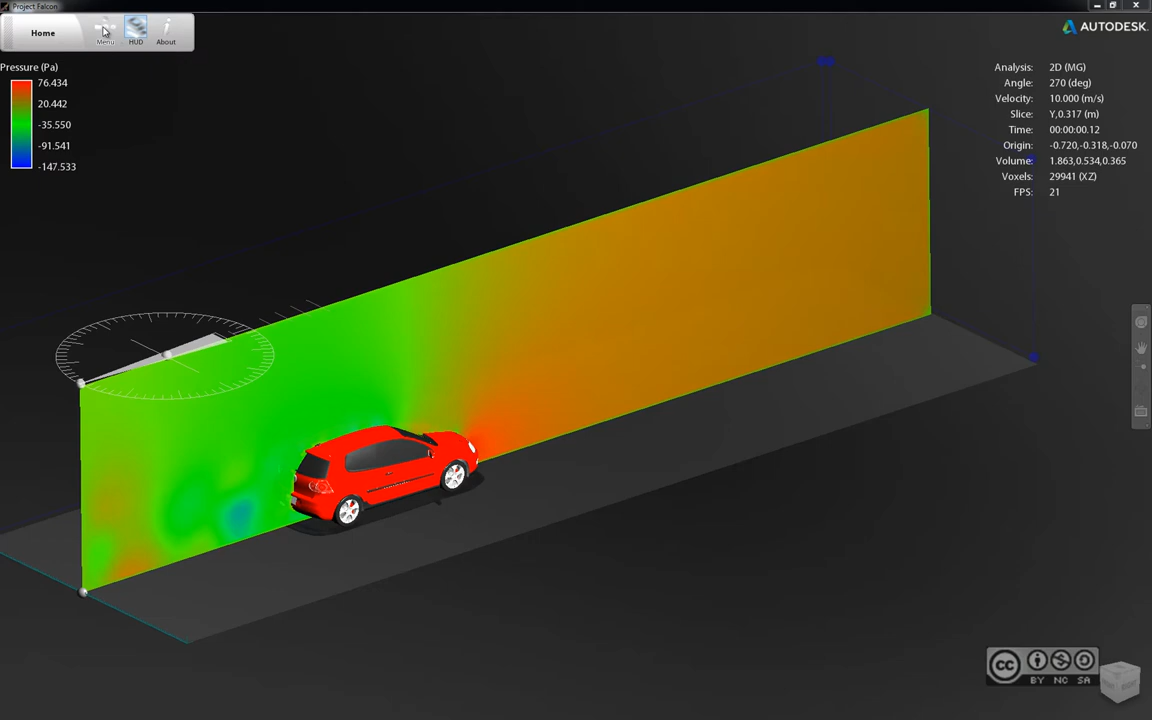 Project Falcon
Home
Menu
HUD
About
AUTODESK
Pressure (Pa)
76.434
20.442
-35.550
-91.541
-147.533
Analysis: 2D (MG)
Angle: 270 (deg)
Velocity: 10.000 (m/s)
Slice: Y,0.317 (m)
Time: 00:00:00.12
Origin: -0.720,-0.318,-0.070
Volume: 1.863,0.534,0.365
Voxels: 29941 (XZ)
FPS: 21
cc
BY NC SA